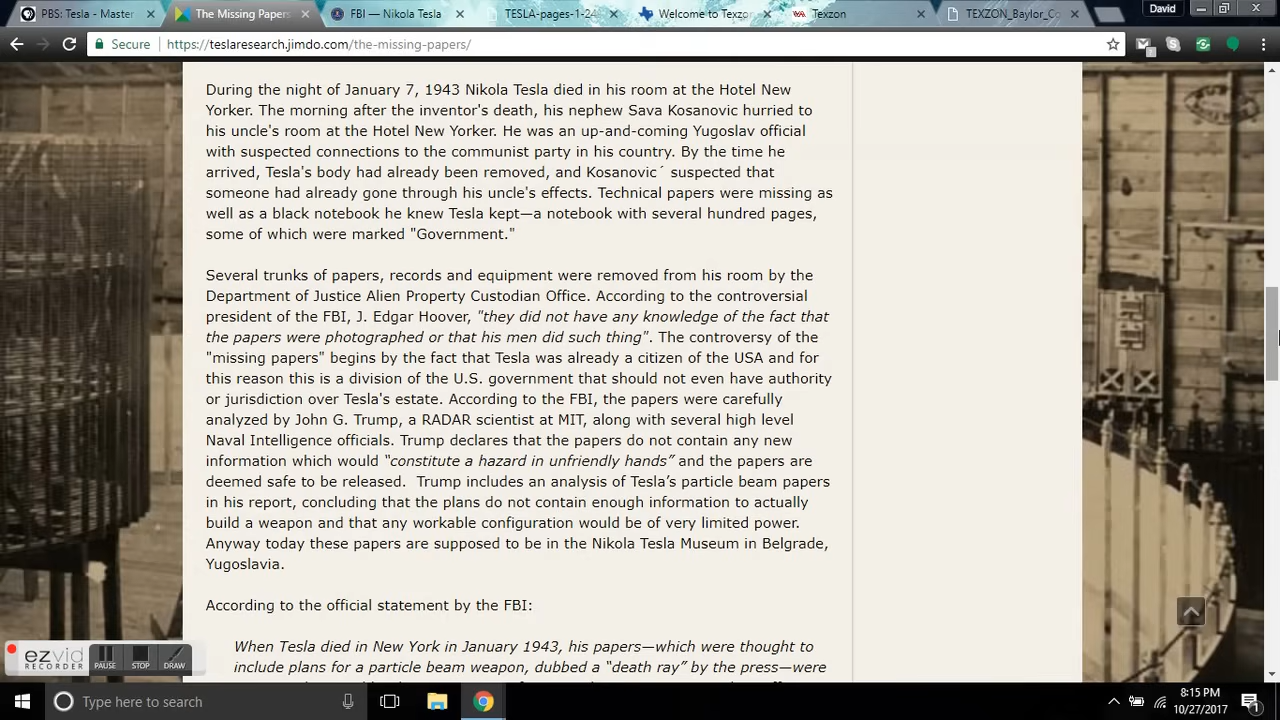 PBS: Tesla - Master
The Missing Papers
FBI — Nikola Tesla
TESLA-pages-1-24
Welcome to Texzon
Texzon
TEXZON_Baylor_Co
David
Secure
https://teslaresearch.jimdo.com/the-missing-papers/
During the night of January 7, 1943 Nikola Tesla died in his room at the Hotel New
Yorker. The morning after the inventor's death, his nephew Sava Kosanovic hurried to
his uncle's room at the Hotel New Yorker. He was an up-and-coming Yugoslav official
with suspected connections to the communist party in his country. By the time he
arrived, Tesla's body had already been removed, and Kosanovic´ suspected that
someone had already gone through his uncle's effects. Technical papers were missing as
well as a black notebook he knew Tesla kept—a notebook with several hundred pages,
some of which were marked "Government."
Several trunks of papers, records and equipment were removed from his room by the
Department of Justice Alien Property Custodian Office. According to the controversial
president of the FBI, J. Edgar Hoover, "they did not have any knowledge of the fact that
the papers were photographed or that his men did such thing". The controversy of the
"missing papers" begins by the fact that Tesla was already a citizen of the USA and for
this reason this is a division of the U.S. government that should not even have authority
or jurisdiction over Tesla's estate. According to the FBI, the papers were carefully
analyzed by John G. Trump, a RADAR scientist at MIT, along with several high level
Naval Intelligence officials. Trump declares that the papers do not contain any new
information which would “constitute a hazard in unfriendly hands” and the papers are
deemed safe to be released.  Trump includes an analysis of Tesla’s particle beam papers
in his report, concluding that the plans do not contain enough information to actually
build a weapon and that any workable configuration would be of very limited power.
Anyway today these papers are supposed to be in the Nikola Tesla Museum in Belgrade,
Yugoslavia.
According to the official statement by the FBI:
When Tesla died in New York in January 1943, his papers—which were thought to
include plans for a particle beam weapon, dubbed a “death ray” by the press—were
ezvid
RECORDER
PAUSE
STOP
DRAW
Type here to search
8:15 PM
10/27/2017